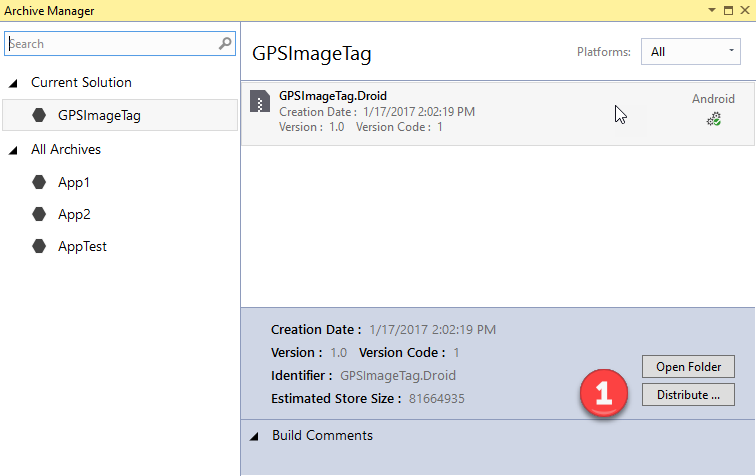 Archive Manager
Search
Current Solution
GPSImageTag
All Archives
App1
App2
AppTest
GPSImageTag
Platforms: All
GPSImageTag.Droid
Creation Date : 1/17/2017 2:02:19 PM
Version : 1.0 Version Code : 1
Android
Creation Date : 1/17/2017 2:02:19 PM
Version : 1.0 Version Code : 1
Identifier : GPSImageTag.Droid
Estimated Store Size : 81664935
Open Folder
1
Distribute ...
Build Comments